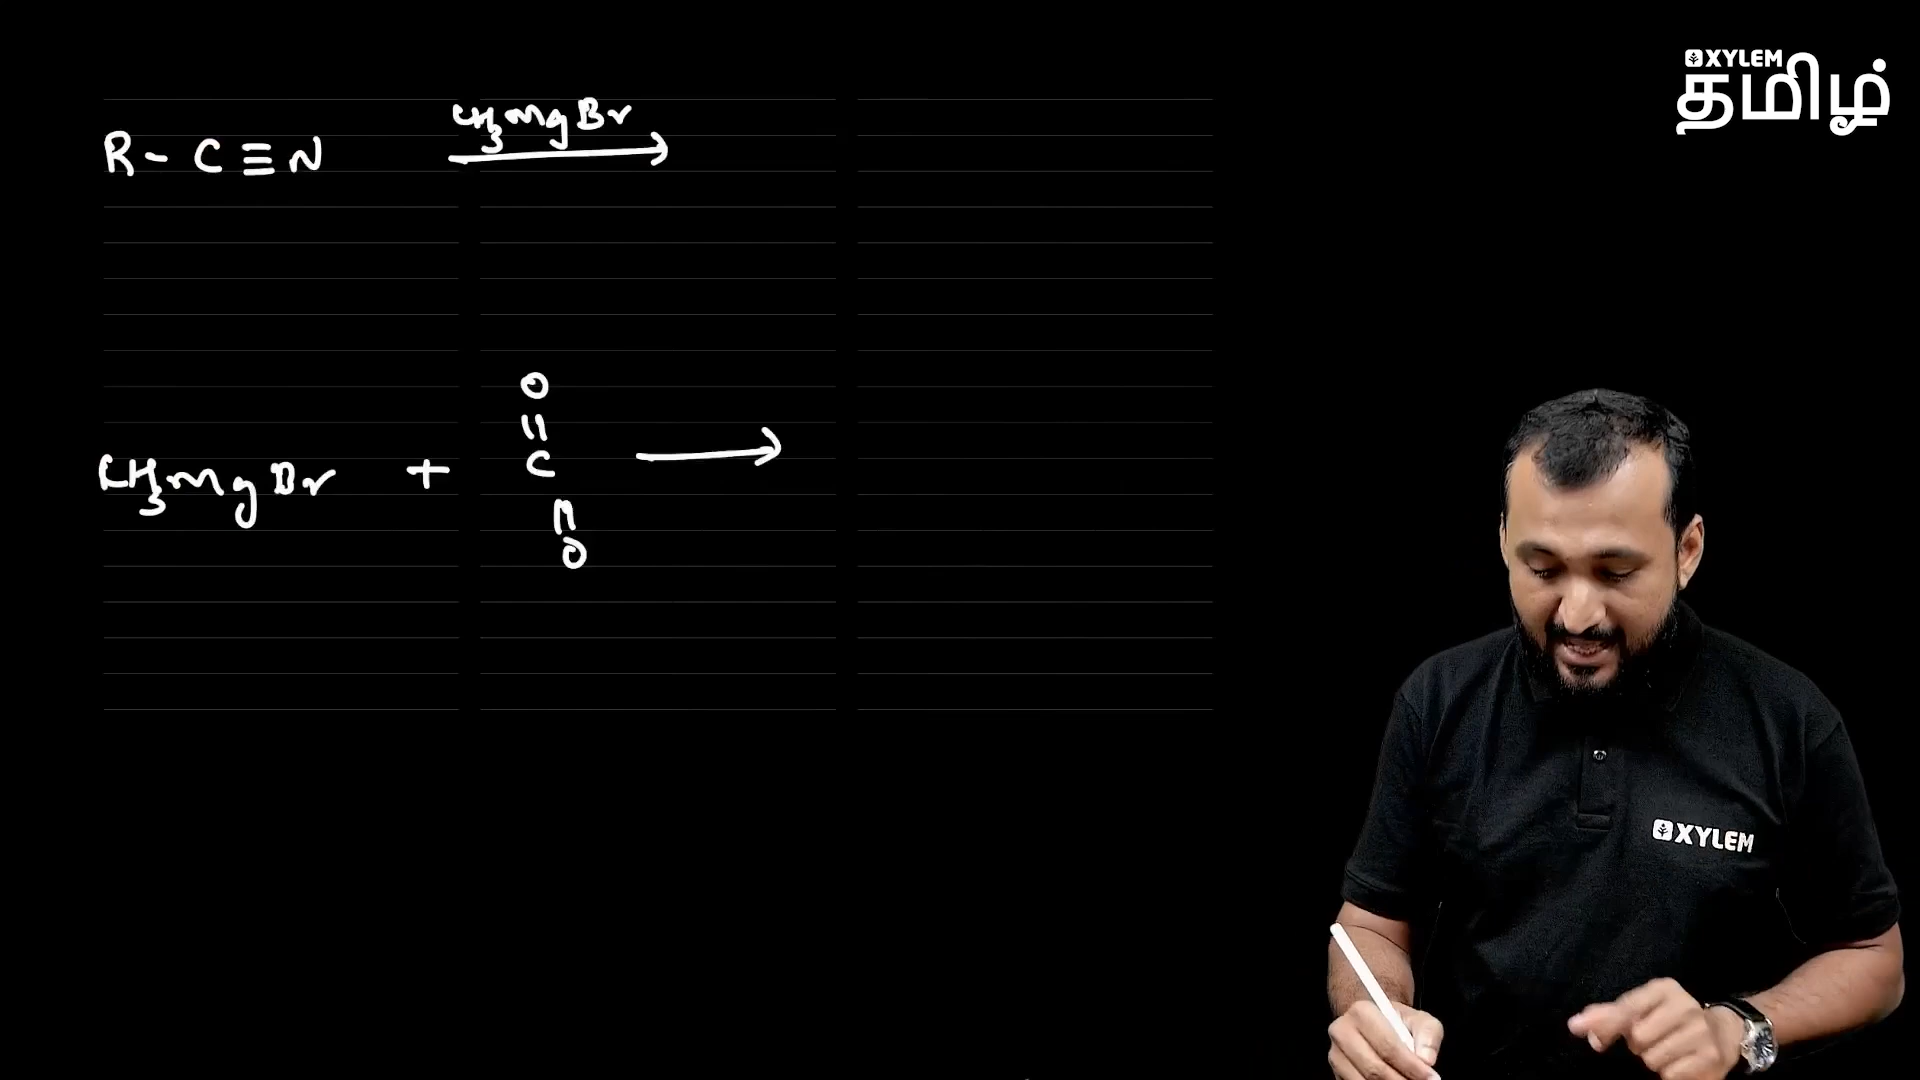 XYLEM
தமிழ்
CH3MgBr
R - C ≡ N
O
||
CH3MgBr + C
||
O
XYLEM